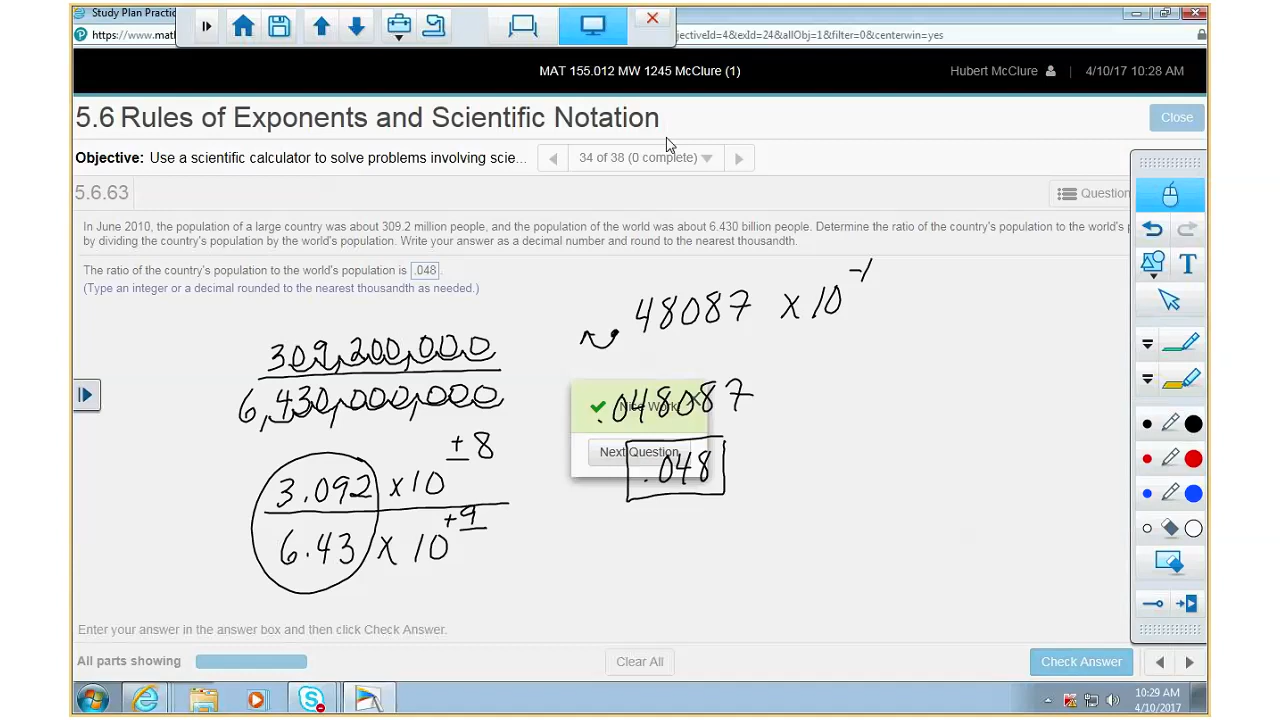 Study Plan Practic
https://www.mat
jectiveId=4&exId=24&allObj=1&filter=0&centerwin=yes
MAT 155.012 MW 1245 McClure (1)
Hubert McClure
4/10/17 10:28 AM
5.6 Rules of Exponents and Scientific Notation
Close
Objective: Use a scientific calculator to solve problems involving scie...
34 of 38 (0 complete)
5.6.63
Question
In June 2010, the population of a large country was about 309.2 million people, and the population of the world was about 6.430 billion people. Determine the ratio of the country's population to the world's p
by dividing the country's population by the world's population. Write your answer as a decimal number and round to the nearest thousandth.
The ratio of the country's population to the world's population is .048.
(Type an integer or a decimal rounded to the nearest thousandth as needed.)
309,200,000
6,430,000,000
3.092 x 10 +8
6.43 x 10 +9
48087 x 10 -1
.048087
Nice Work!
Next Question
.048
T
Enter your answer in the answer box and then click Check Answer.
All parts showing
Clear All
Check Answer
10:29 AM
4/10/2017